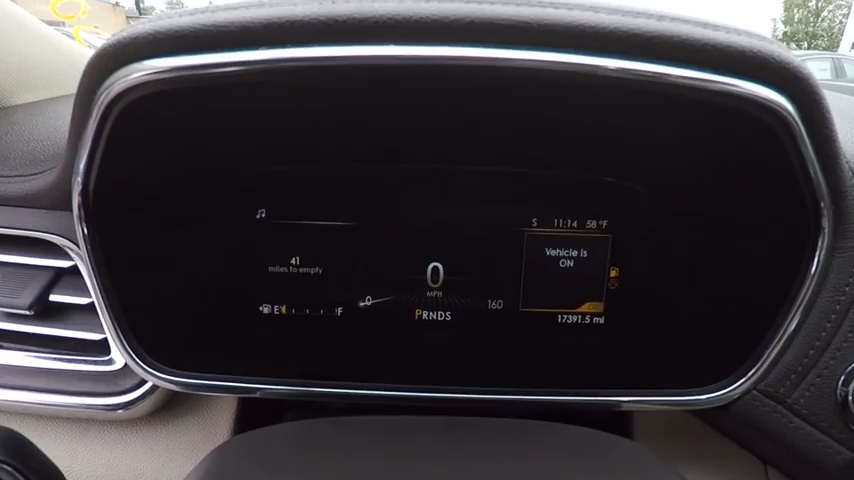 S 11:14 58°F
Vehicle is
ON
41
miles to empty
0
MPH
E F
0 160
PRNDS
17391.5 mi